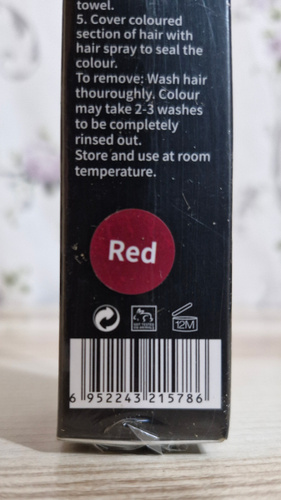 towel.
5. Cover coloured
section of hair with
hair spray to seal the
colour.
To remove: Wash hair
thouroughly. Colour
may take 2-3 washes
to be completely
rinsed out.
Store and use at room
temperature.
Red
12M
6 952243 215786